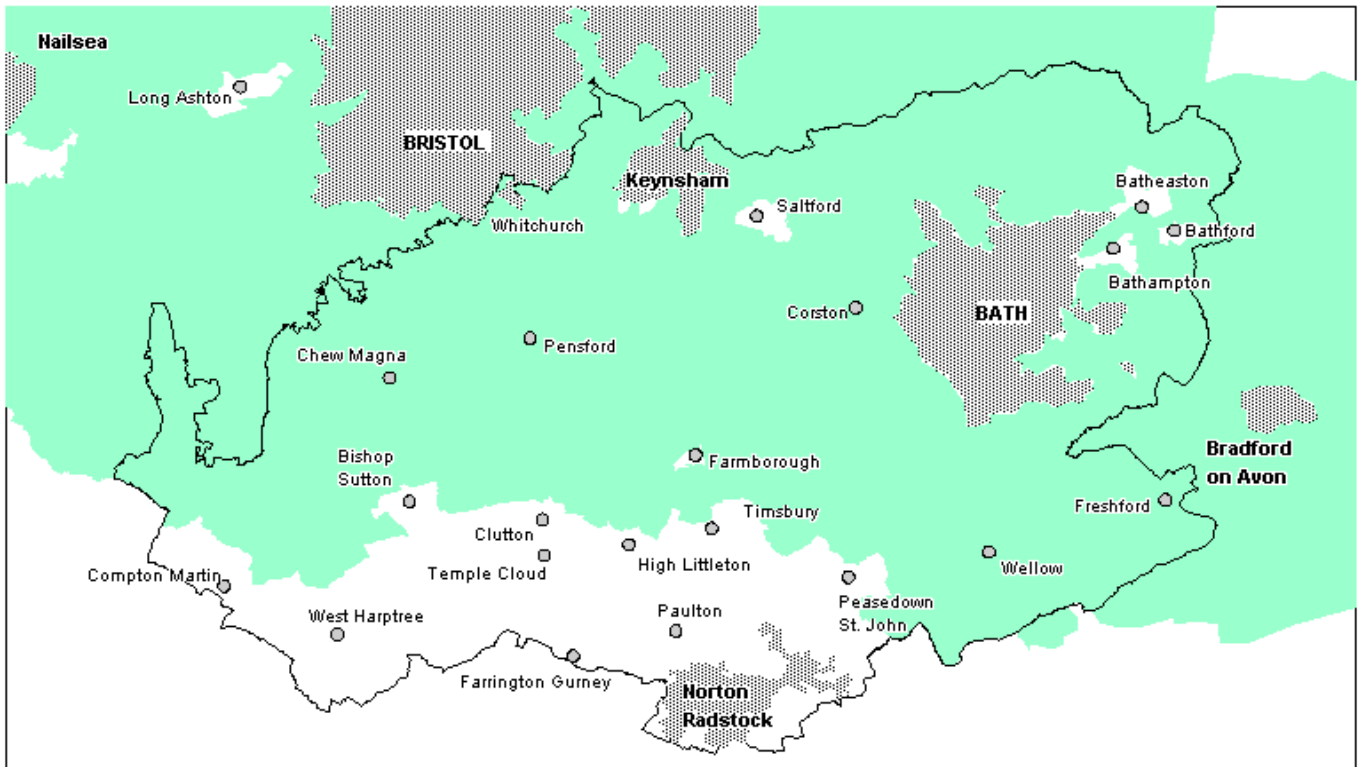 Nailsea
Long Ashton
BRISTOL
Keynsham
Batheaston
Saltford
Whitchurch
Bathford
Bathampton
Corston
BATH
Pensford
Chew Magna
Bradford
on Avon
Bishop
Sutton
Farmborough
Freshford
Timsbury
Clutton
High Littleton
Temple Cloud
Wellow
Compton Martin
Peasedown
St. John
West Harptree
Paulton
Farrington Gurney
Norton
Radstock